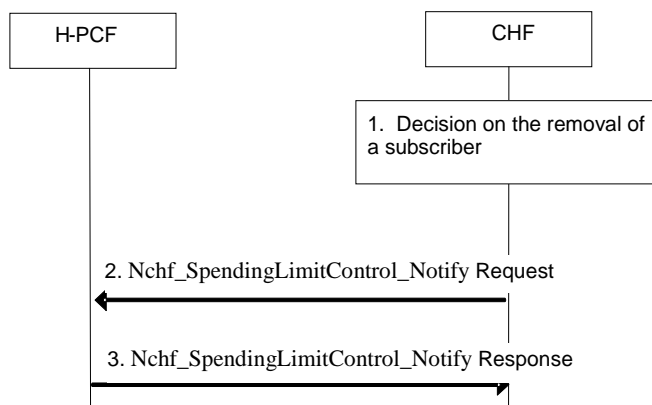 H-PCF
CHF
1. Decision on the removal of
a subscriber
2. Nchf_SpendingLimitControl_Notify Request
3. Nchf_SpendingLimitControl_Notify Response